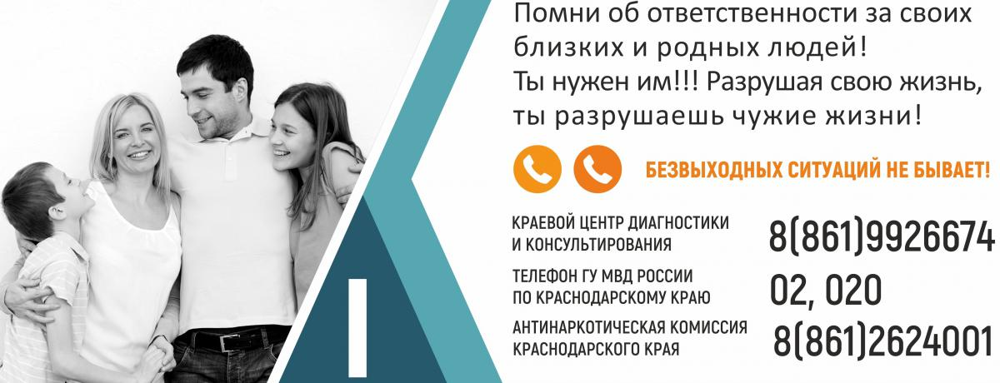 Помни об ответственности за своих
близких и родных людей!
Ты нужен им!!! Разрушая свою жизнь,
ты разрушаешь чужие жизни!
БЕЗВЫХОДНЫХ СИТУАЦИЙ НЕ БЫВАЕТ!
КРАЕВОЙ ЦЕНТР ДИАГНОСТИКИ
И КОНСУЛЬТИРОВАНИЯ
8(861)9926674
ТЕЛЕФОН ГУ МВД РОССИИ
ПО КРАСНОДАРСКОМУ КРАЮ
02, 020
АНТИНАРКОТИЧЕСКАЯ КОМИССИЯ
КРАСНОДАРСКОГО КРАЯ
8(861)2624001